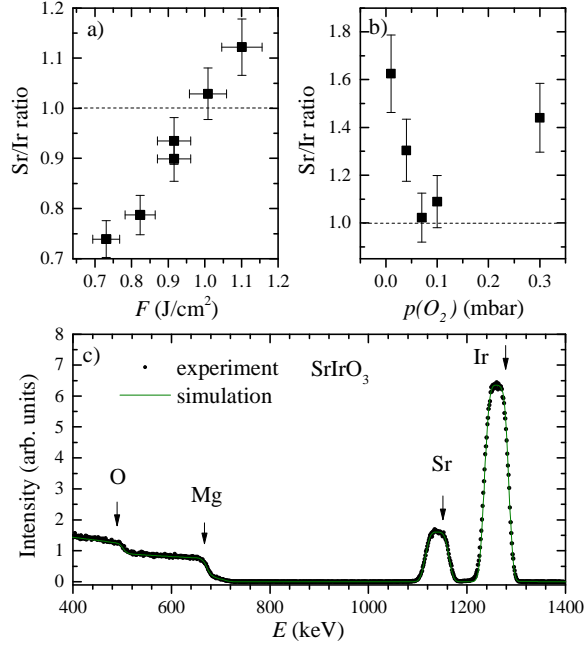 a)
1.2
1.1
1.0
0.9
0.8
0.7
Sr/Ir ratio
0.7 0.8 0.9 1.0 1.1 1.2
F (J/cm²)
b)
1.8
1.6
1.4
1.2
1.0
Sr/Ir ratio
0.0 0.1 0.2 0.3
p(O₂) (mbar)
c)
8
7
6
5
4
3
2
1
0
Intensity (arb. units)
experiment
simulation
SrIrO₃
Ir
Sr
O
Mg
400 600 800 1000 1200 1400
E (keV)